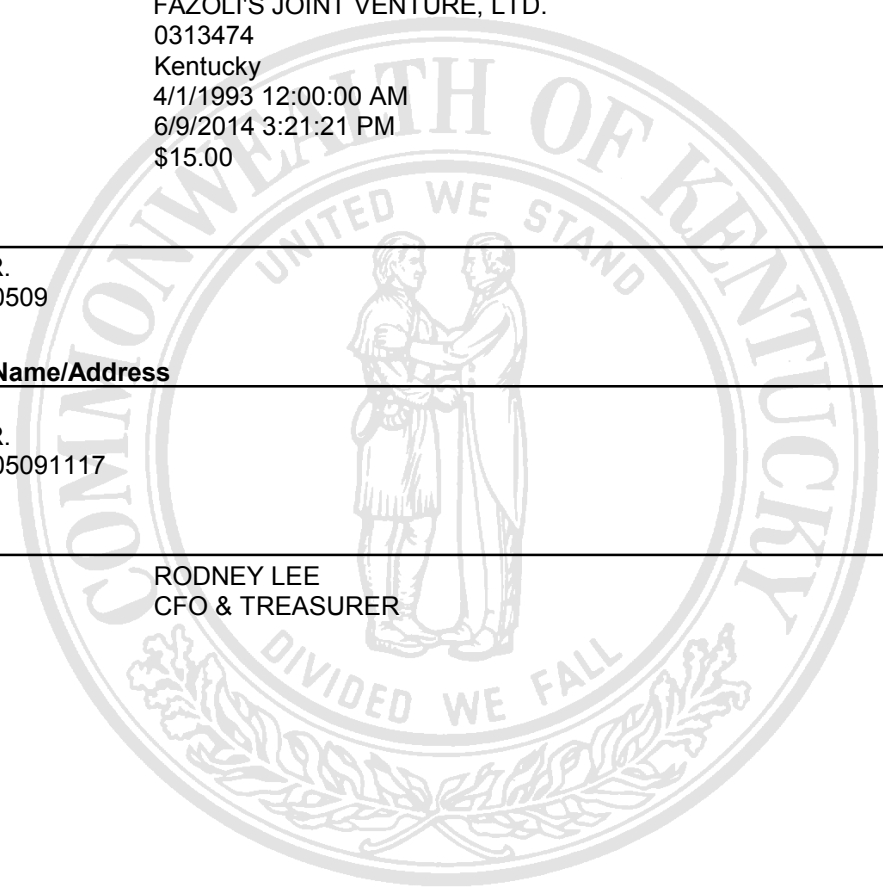 FAZOLI'S JOINT VENTURE, LTD.
0313474
Kentucky
4/1/1993 12:00:00 AM
6/9/2014 3:21:21 PM
$15.00
R.
0509
Name/Address
R.
05091117
RODNEY LEE
CFO & TREASURER
COMMONWEALTH OF KENTUCKY
UNITED WE STAND
DIVIDED WE FALL